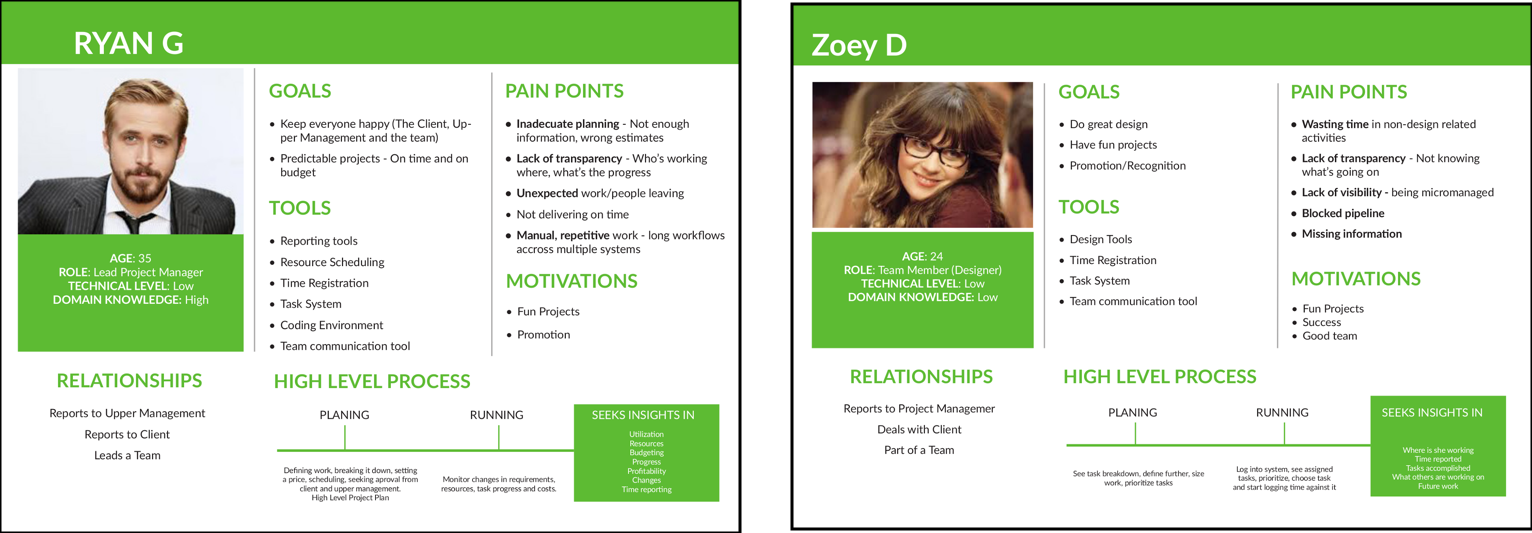 RYAN G
AGE: 35
ROLE: Lead Project Manager
TECHNICAL LEVEL: Low
DOMAIN KNOWLEDGE: High
GOALS
• Keep everyone happy (The Client, Up-
per Management and the team)
• Predictable projects - On time and on
budget
TOOLS
• Reporting tools
• Resource Scheduling
• Time Registration
• Task System
• Coding Environment
• Team communication tool
PAIN POINTS
• Inadecuate planning - Not enough
information, wrong estimates
• Lack of transparency - Who's working
where, what's the progress
• Unexpected work/people leaving
• Not delivering on time
• Manual, repetitive work - long workflows
accross multiple systems
MOTIVATIONS
• Fun Projects
• Promotion
RELATIONSHIPS
Reports to Upper Management
Reports to Client
Leads a Team
HIGH LEVEL PROCESS
PLANING
Defining work, breaking it down, setting
a price, scheduling, seeking aproval from
client and upper management.
High Level Project Plan
RUNNING
Monitor changes in requirements,
resources, task progress and costs.
SEEKS INSIGHTS IN
Utilization
Resources
Budgeting
Progress
Profitability
Changes
Time reporting
Zoey D
AGE: 24
ROLE: Team Member (Designer)
TECHNICAL LEVEL: Low
DOMAIN KNOWLEDGE: Low
GOALS
• Do great design
• Have fun projects
• Promotion/Recognition
TOOLS
• Design Tools
• Time Registration
• Task System
• Team communication tool
PAIN POINTS
• Wasting time in non-design related
activities
• Lack of transparency - Not knowing
what's going on
• Lack of visibility - being micromanaged
• Blocked pipeline
• Missing information
MOTIVATIONS
• Fun Projects
• Success
• Good team
RELATIONSHIPS
Reports to Project Managemer
Deals with Client
Part of a Team
HIGH LEVEL PROCESS
PLANING
See task breakdown, define further, size
work, prioritize tasks
RUNNING
Log into system, see assigned
tasks, prioritize, choose task
and start logging time against it
SEEKS INSIGHTS IN
Where is she working
Time reported
Tasks accomplished
What others are working on
Future work